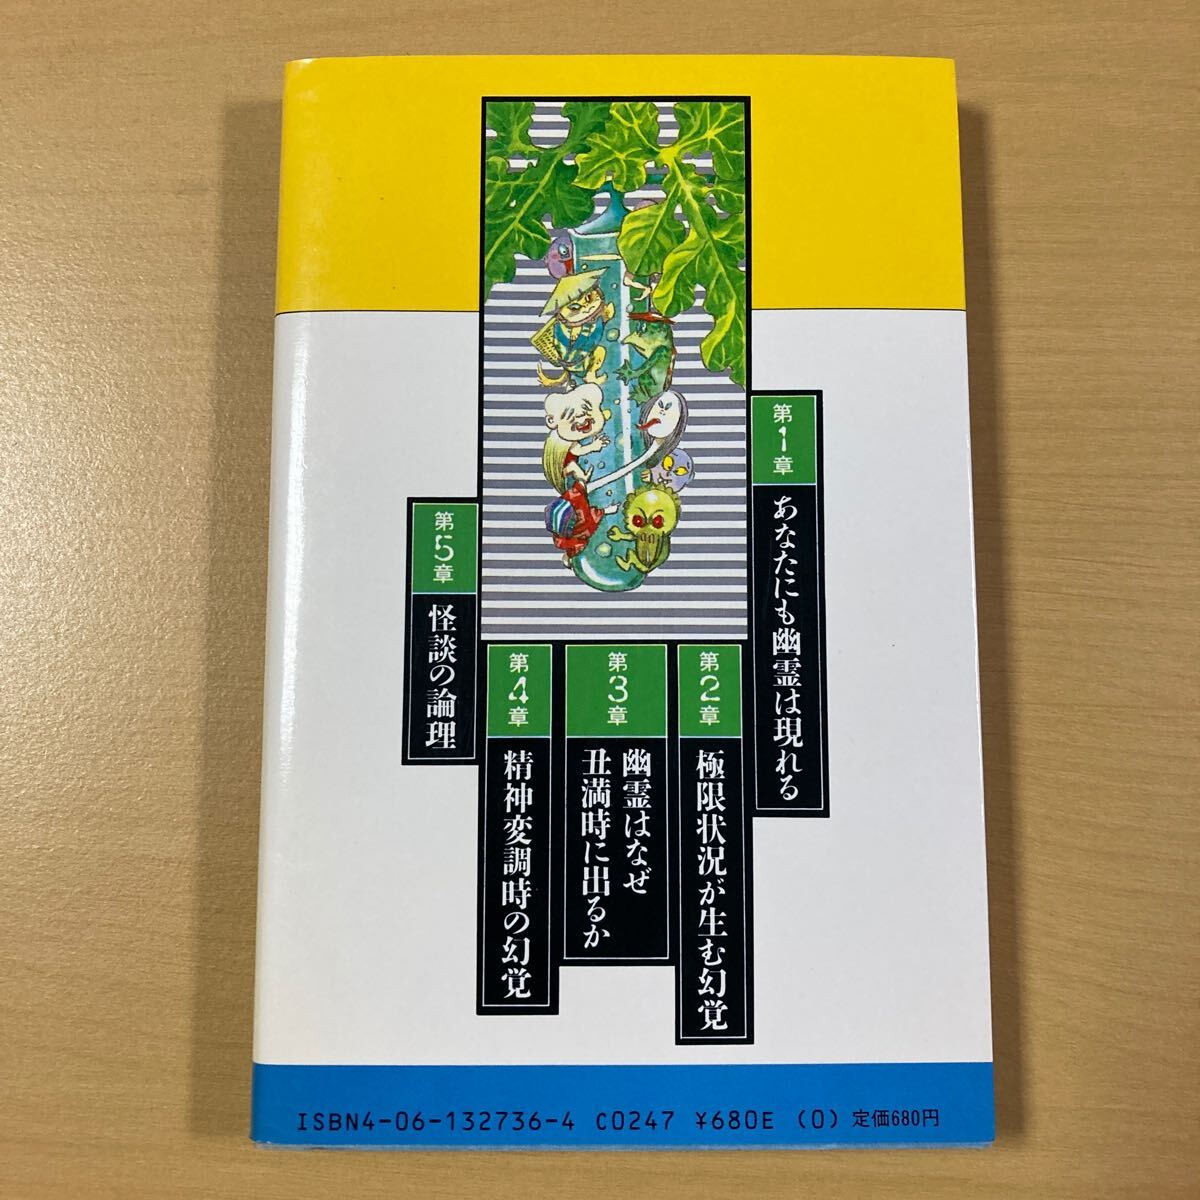 第1章
あなたにも幽霊は現れる
第2章
極限状況が生む幻覚
第3章
幽霊はなぜ
丑満時に出るか
第4章
精神変調時の幻覚
第5章
怪談の論理
ISBN4-06-132736-4 C0247 ¥680E (0) 定価680円